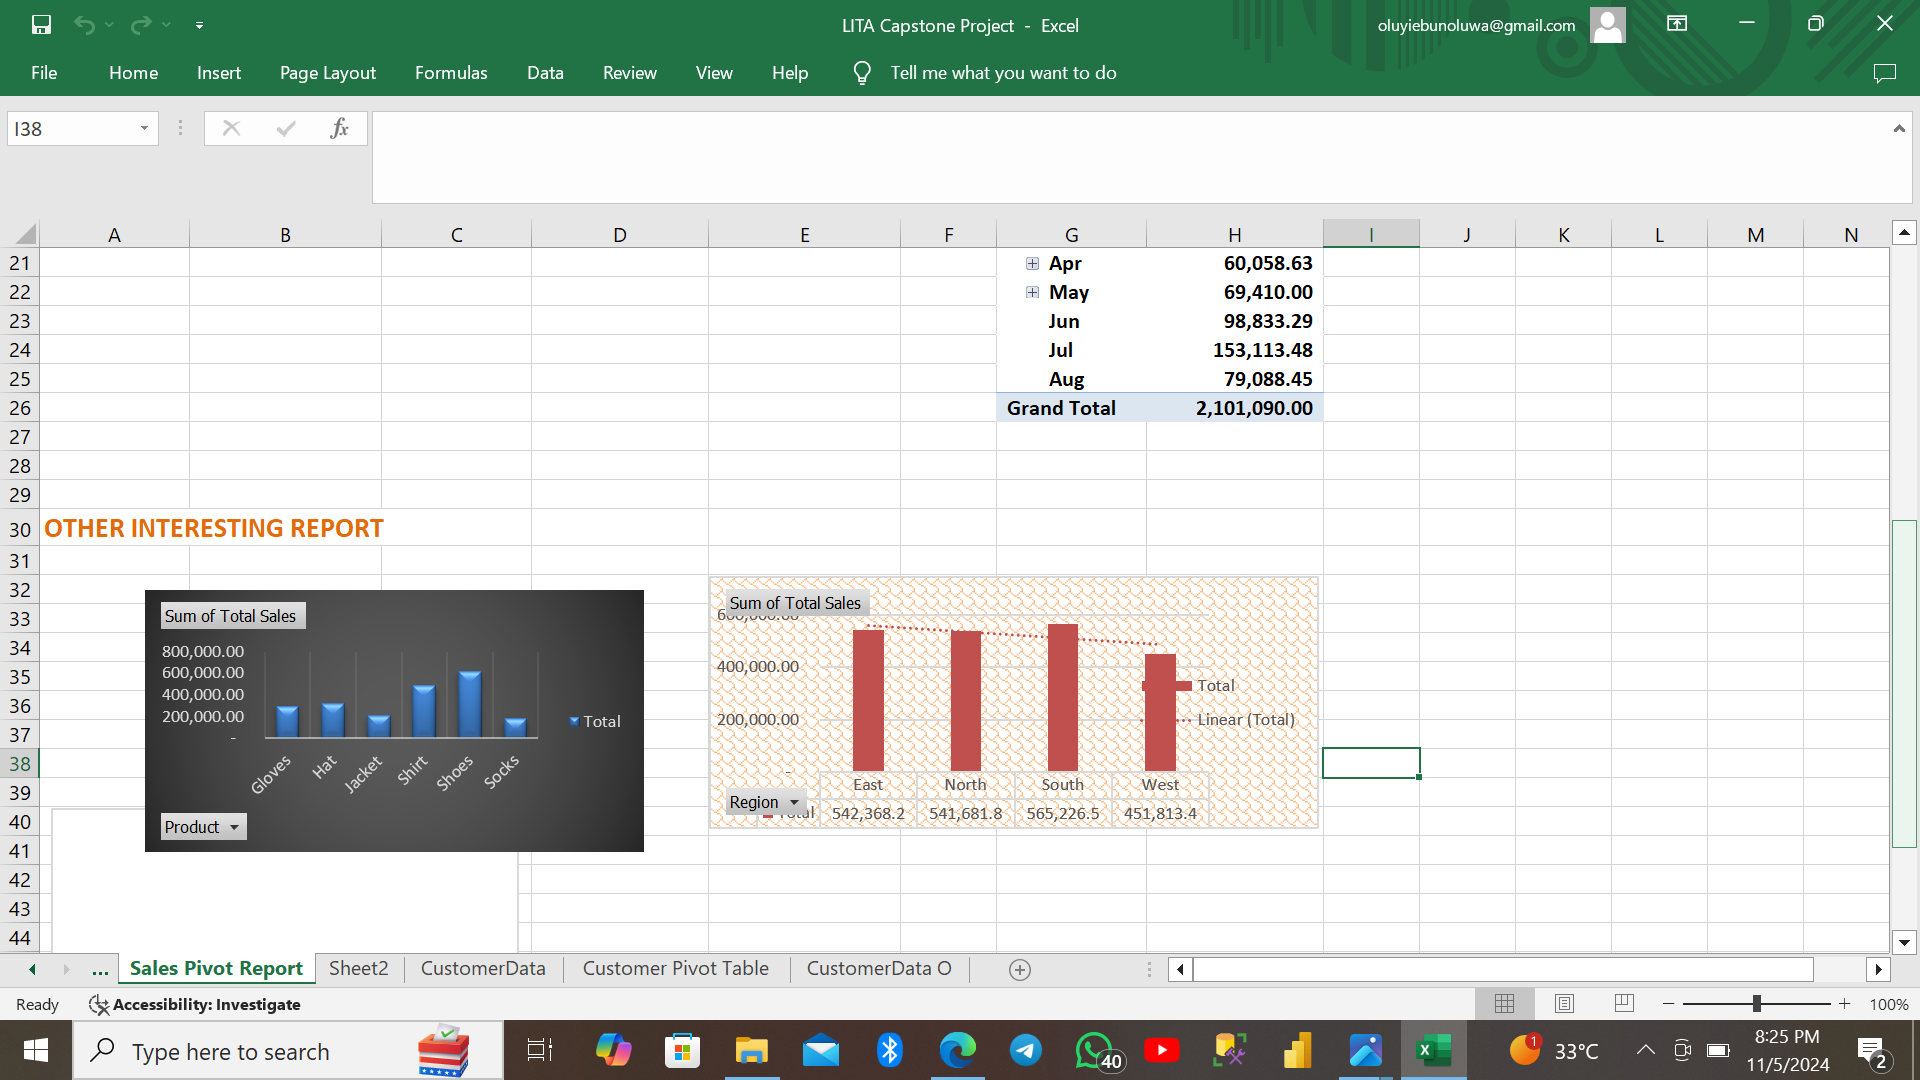 LITA Capstone Project - Excel
oluyiebunoluwa@gmail.com
File Home Insert Page Layout Formulas Data Review View Help Tell me what you want to do
I38 fx
A B C D E F G H I J K L M N
21 Apr 60,058.63
22 May 69,410.00
23 Jun 98,833.29
24 Jul 153,113.48
25 Aug 79,088.45
26 Grand Total 2,101,090.00
27
28
29
30 OTHER INTERESTING REPORT
31
32
33
34
35
36
37
38
39
40
41
42
43
44
Sum of Total Sales
800,000.00
600,000.00
400,000.00
200,000.00
-
Total
Gloves Hat Jacket Shirt Shoes Socks
Product
Sum of Total Sales
600,000.00
400,000.00
200,000.00
-
Total
Linear (Total)
East North South West
Region
Total 542,368.2 541,681.8 565,226.5 451,813.4
... Sales Pivot Report Sheet2 CustomerData Customer Pivot Table CustomerData O
Ready Accessibility: Investigate 100%
Type here to search
40
1
33°C
8:25 PM
11/5/2024
2